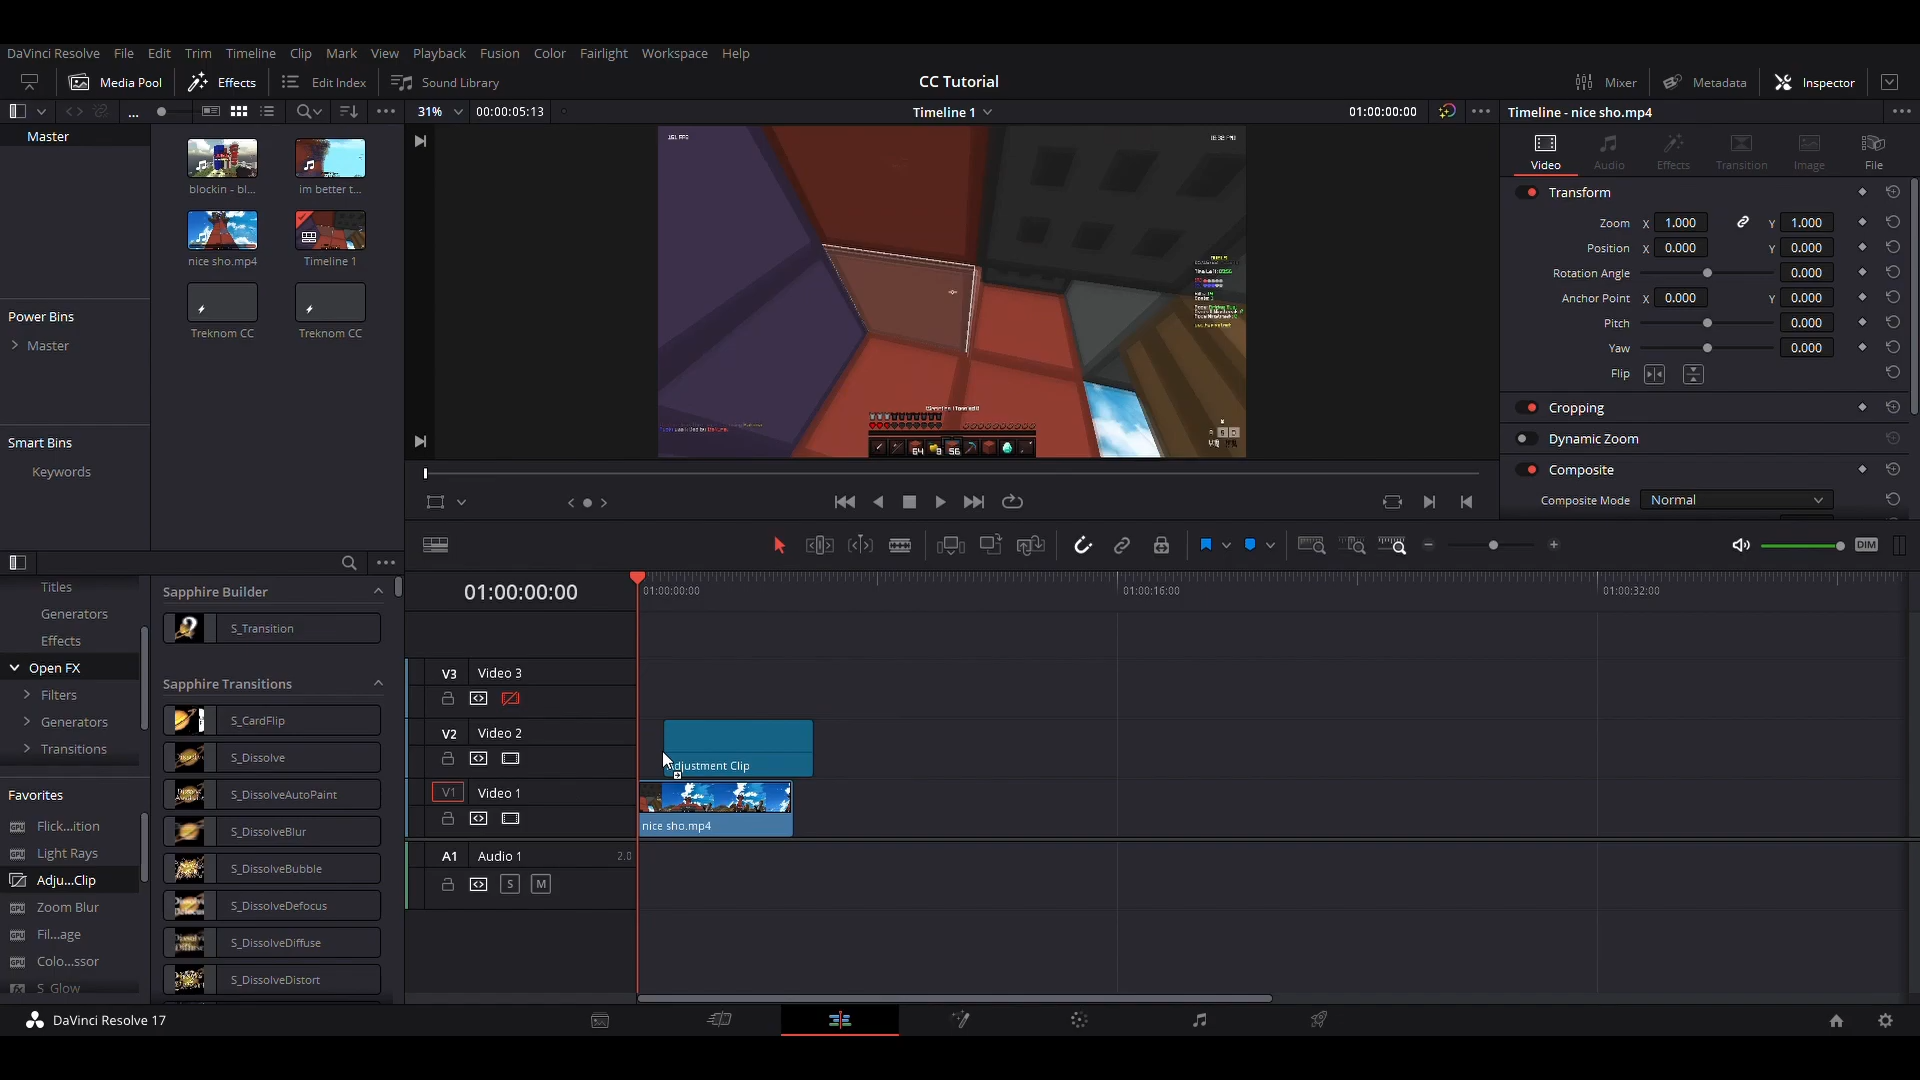 DaVinci Resolve File Edit Trim Timeline Clip Mark View Playback Fusion Color Fairlight Workspace Help
Media Pool Effects Edit Index Sound Library CC Tutorial Mixer Metadata Inspector
... 31% 00:00:05:13 Timeline 1 01:00:00:00 Timeline - nice sho.mp4
Master
Video Audio Effects Transition Image File
blockin - bl... im better t...
Transform
Zoom X 1.000 Y 1.000
Position X 0.000 Y 0.000
nice sho.mp4 Timeline 1
Rotation Angle 0.000
Anchor Point X 0.000 Y 0.000
Power Bins
Pitch 0.000
Treknom CC Treknom CC
Master
Yaw 0.000
Flip
Cropping
Smart Bins
Dynamic Zoom
64 56
Keywords
Composite
Composite Mode Normal
DIM
Titles
Sapphire Builder
01:00:00:00
01:00:00:00 01:00:16:00 01:00:32:00
Generators
S_Transition
Effects
Open FX
V3 Video 3
Sapphire Transitions
Filters
S_CardFlip
Generators
V2 Video 2
Transitions
S_Dissolve
Adjustment Clip
Favorites
S_DissolveAutoPaint
V1 Video 1
Flick...ition
S_DissolveBlur
nice sho.mp4
Light Rays
A1 Audio 1 2.0
S_DissolveBubble
Adju...Clip
S M
Zoom Blur
S_DissolveDefocus
Fil...age
S_DissolveDiffuse
Colo...ssor
S_DissolveDistort
S_Glow
DaVinci Resolve 17